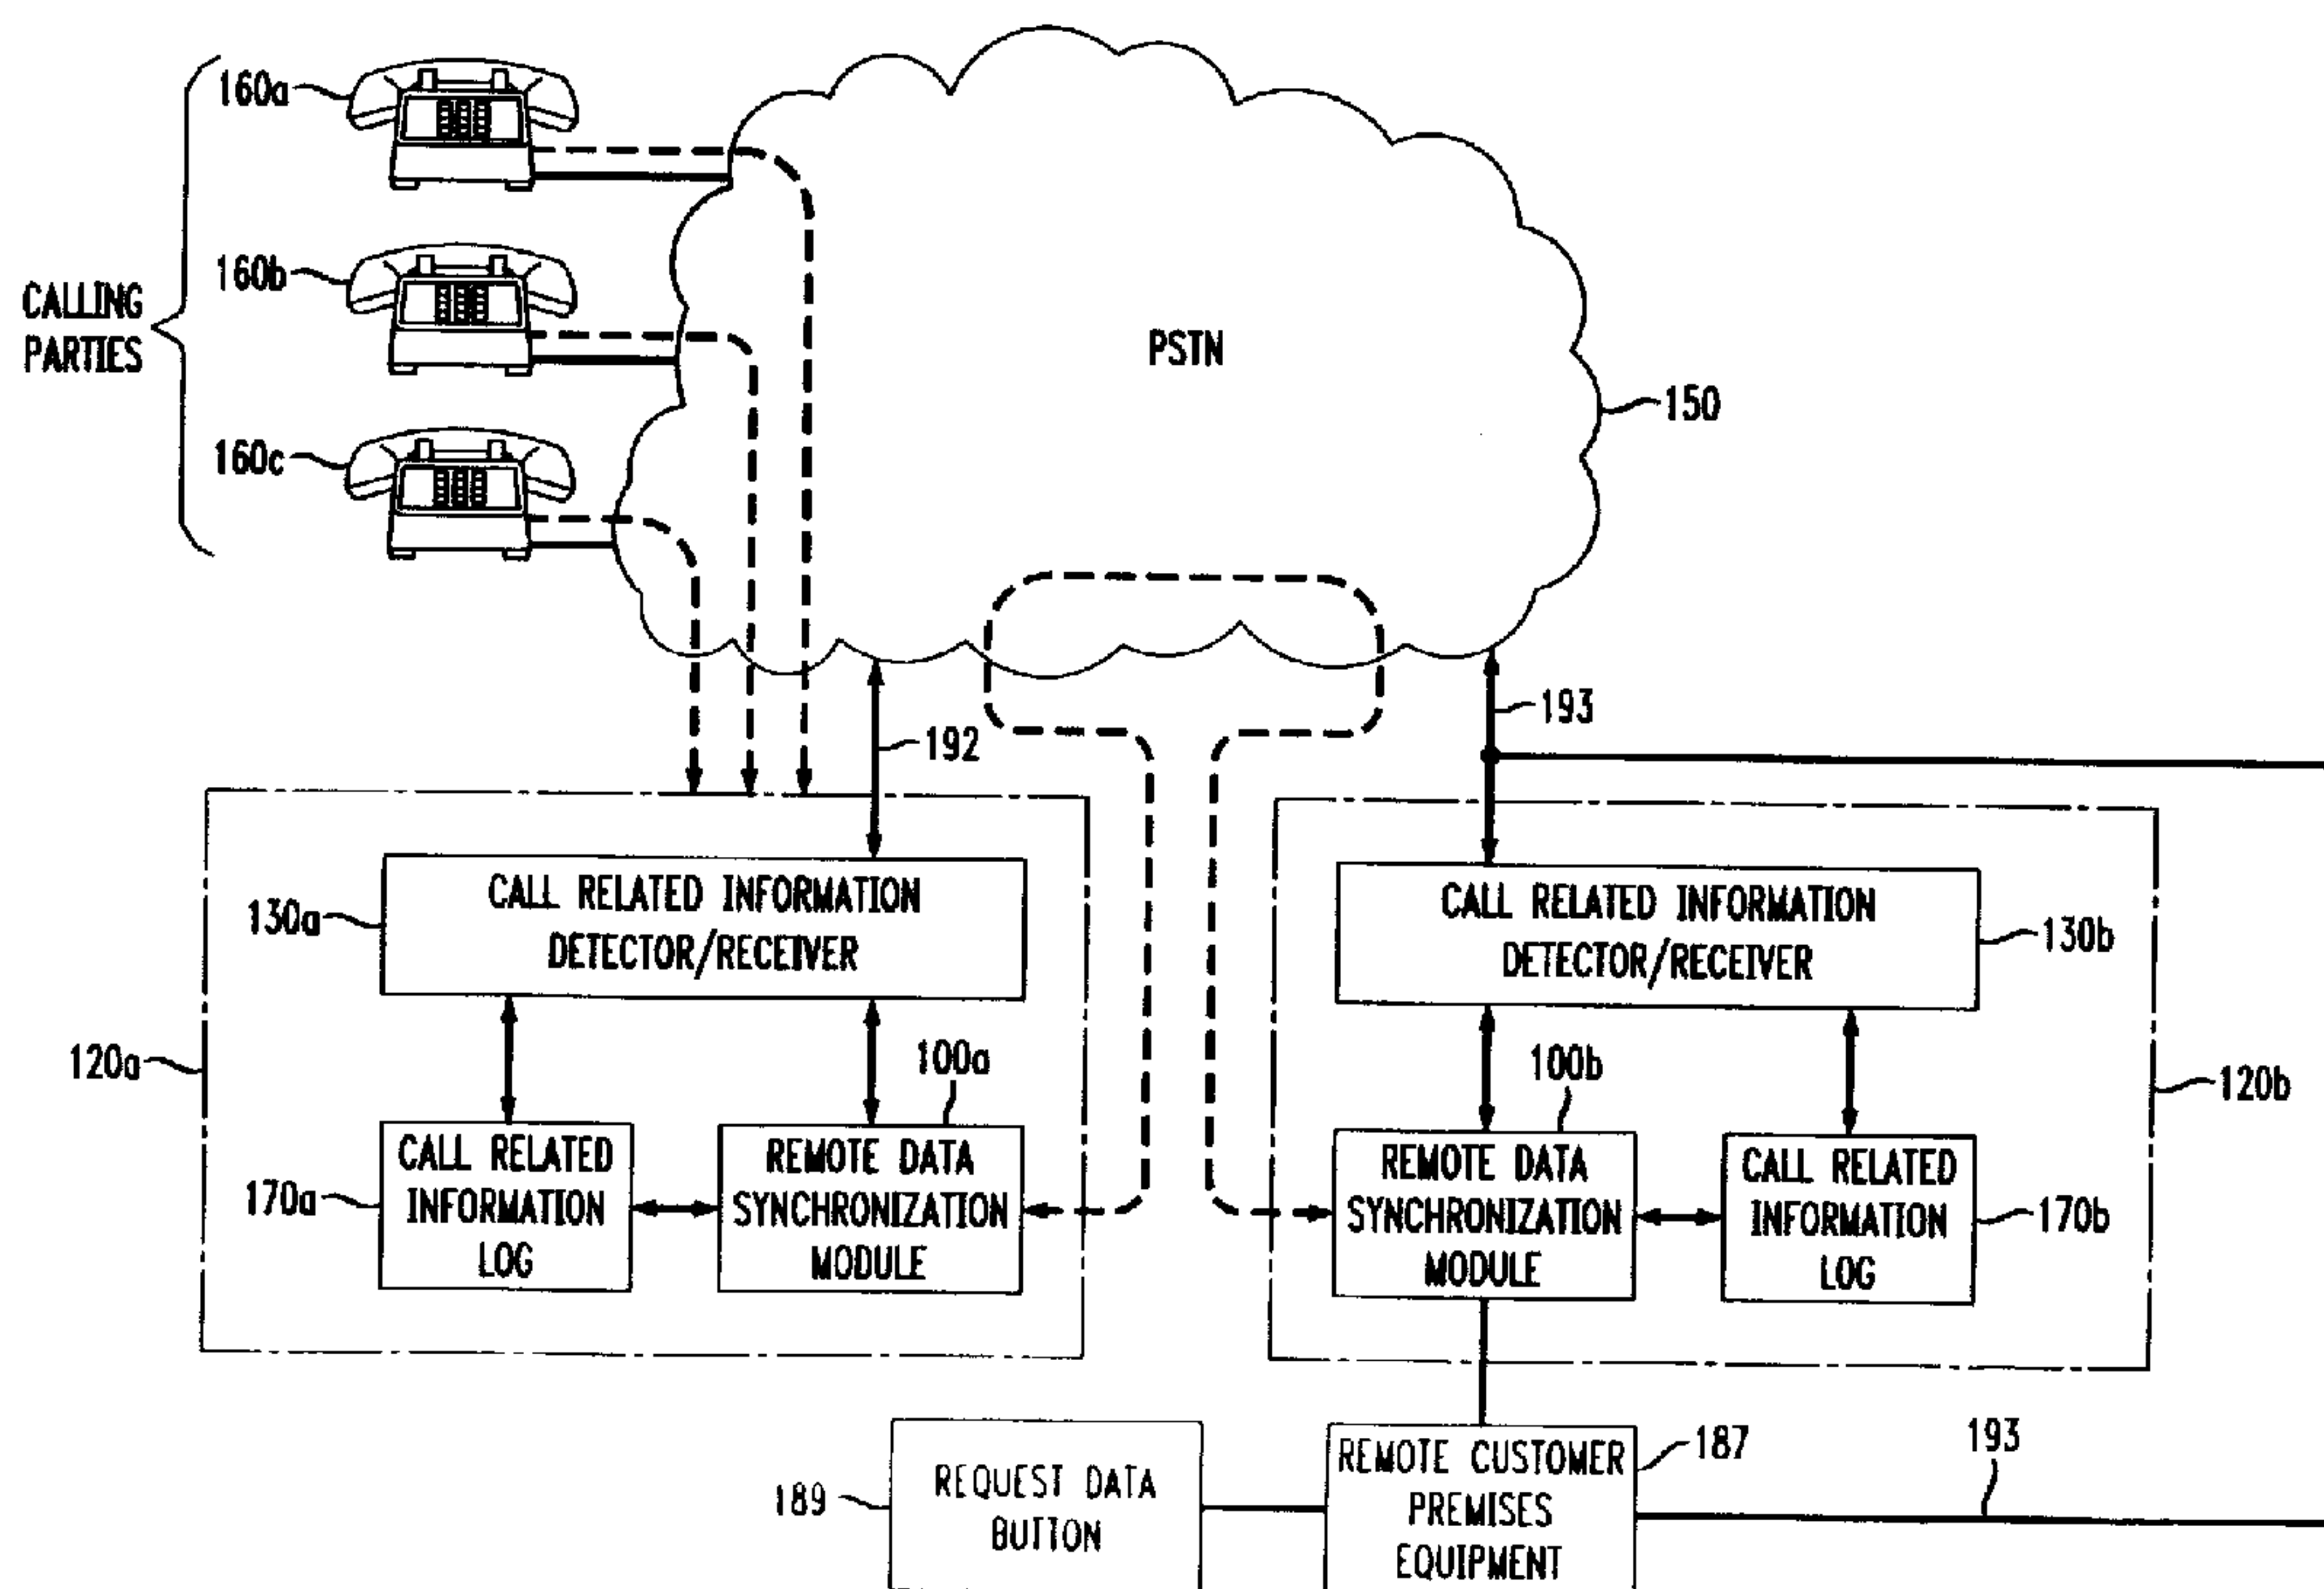 160a
160b
CALLING
PARTIES
160c
PSTN
150
192
193
CALL RELATED INFORMATION
DETECTOR/RECEIVER
130a
CALL RELATED INFORMATION
DETECTOR/RECEIVER
130b
120a
100a
100b
120b
CALL RELATED
INFORMATION
LOG
170a
REMOTE DATA
SYNCHRONIZATION
MODULE
REMOTE DATA
SYNCHRONIZATION
MODULE
CALL RELATED
INFORMATION
LOG
170b
189
REQUEST DATA
BUTTON
REMOTE CUSTOMER
PREMISES
EQUIPMENT
187
193